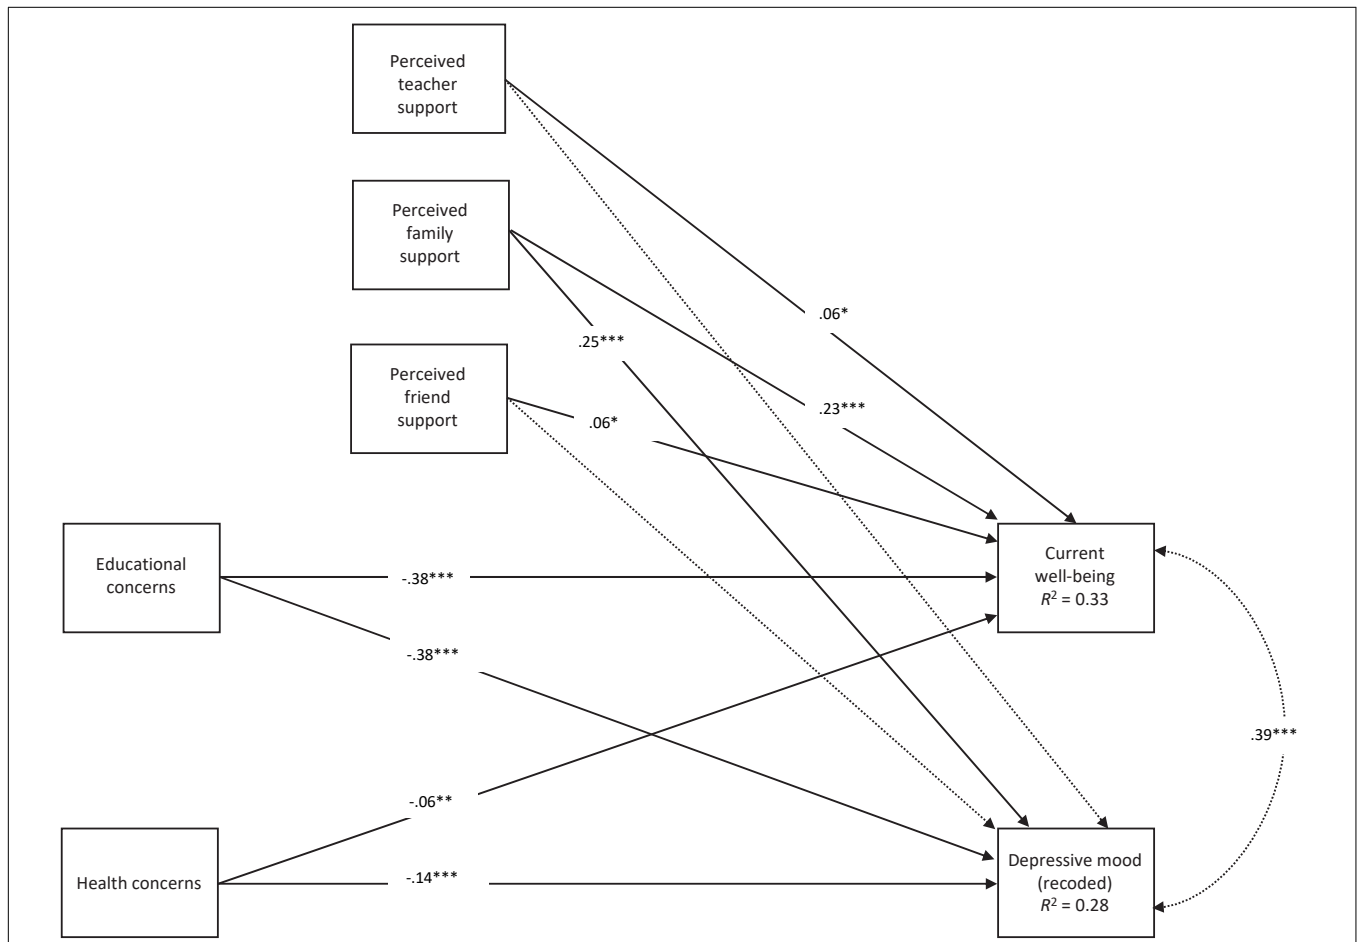 Perceived
teacher
support
Perceived
family
support
.06*
.25***
Perceived
friend
support
.23***
.06*
Educational
concerns
-.38***
Current
well-being
R² = 0.33
-.38***
.39***
-.06**
Health concerns
-.14***
Depressive mood
(recoded)
R² = 0.28